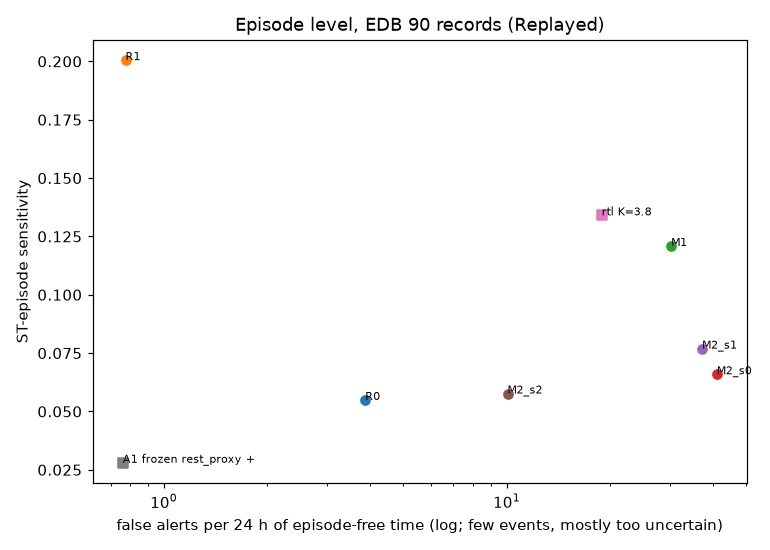 Episode level, EDB 90 records (Replayed)
ST-episode sensitivity
0.200
0.175
0.150
0.125
0.100
0.075
0.050
0.025
R1
rtl K=3.8
M1
M2_s1
M2_s0
M2_s2
R0
A1 frozen rest_proxy +
10⁰
10¹
false alerts per 24 h of episode-free time (log; few events, mostly too uncertain)